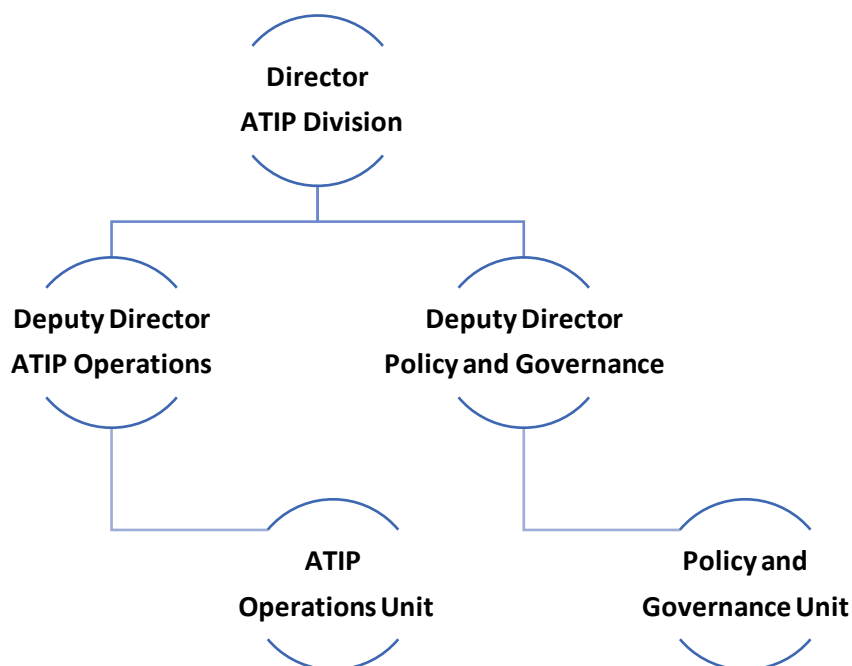 Director
ATIP Division
Deputy Director
ATIP Operations
Deputy Director
Policy and Governance
ATIP
Operations Unit
Policy and
Governance Unit